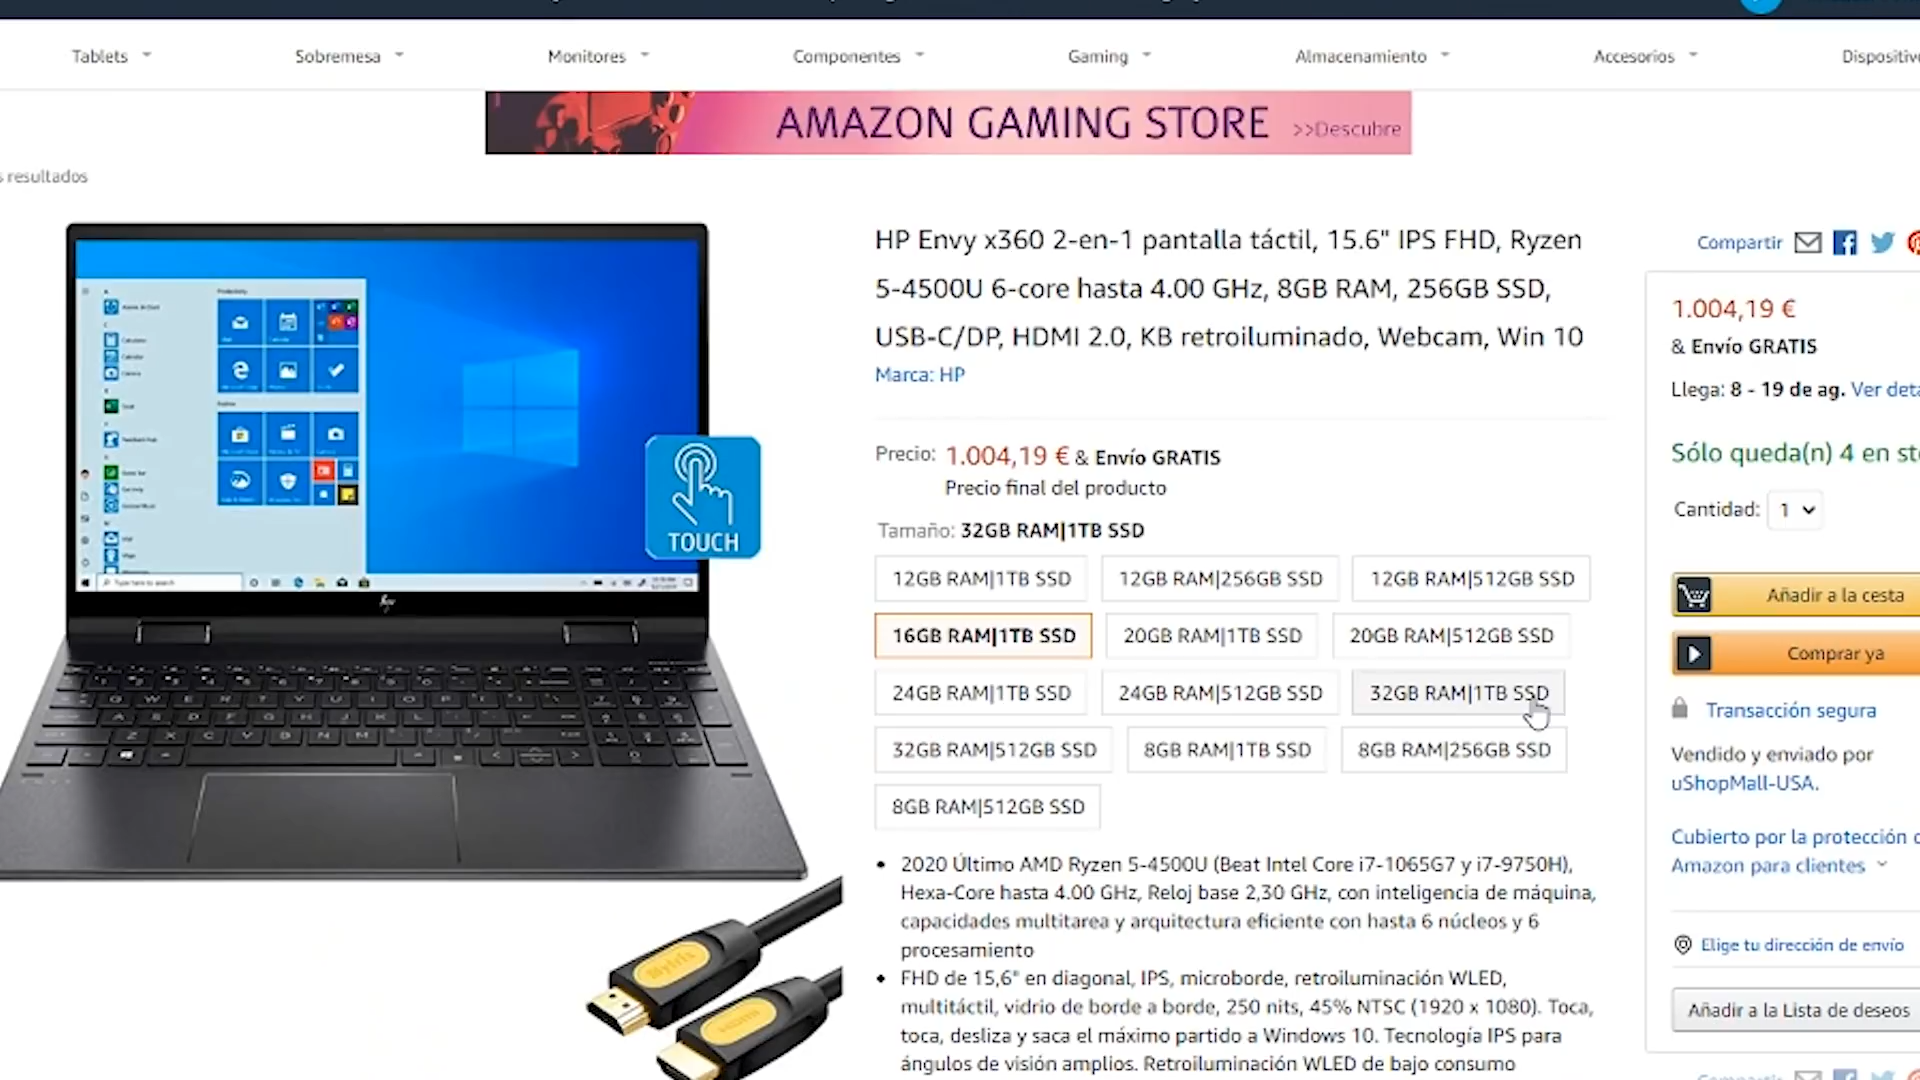 Tablets
Sobremesa
Monitores
Componentes
Gaming
Almacenamiento
Accesorios
AMAZON GAMING STORE >>Descubre
resultados
HP Envy x360 2-en-1 pantalla táctil, 15.6" IPS FHD, Ryzen
5-4500U 6-core hasta 4.00 GHz, 8GB RAM, 256GB SSD,
USB-C/DP, HDMI 2.0, KB retroiluminado, Webcam, Win 10
Marca: HP
Precio: 1.004,19 € & Envío GRATIS
Precio final del producto
Tamaño: 32GB RAM|1TB SSD
12GB RAM|1TB SSD
12GB RAM|256GB SSD
12GB RAM|512GB SSD
16GB RAM|1TB SSD
20GB RAM|1TB SSD
20GB RAM|512GB SSD
24GB RAM|1TB SSD
24GB RAM|512GB SSD
32GB RAM|1TB SSD
32GB RAM|512GB SSD
8GB RAM|1TB SSD
8GB RAM|256GB SSD
8GB RAM|512GB SSD
• 2020 Último AMD Ryzen 5-4500U (Beat Intel Core i7-1065G7 y i7-9750H),
Hexa-Core hasta 4.00 GHz, Reloj base 2,30 GHz, con inteligencia de máquina,
capacidades multitarea y arquitectura eficiente con hasta 6 núcleos y 6
procesamiento
• FHD de 15,6" en diagonal, IPS, microborde, retroiluminación WLED,
multitáctil, vidrio de borde a borde, 250 nits, 45% NTSC (1920 x 1080). Toca,
toca, desliza y saca el máximo partido a Windows 10. Tecnología IPS para
ángulos de visión amplios. Retroiluminación WLED de bajo consumo
TOUCH
hp
Mytrix
HDMI
Compartir
1.004,19 €
& Envío GRATIS
Llega: 8 - 19 de ag. Ver
Sólo queda(n) 4 en
Cantidad: 1
Añadir a la cesta
Comprar ya
Transacción segura
Vendido y enviado por
uShopMall-USA.
Cubierto por la protección
Amazon para clientes
Elige tu dirección de envío
Añadir a la Lista de deseos
Compartir